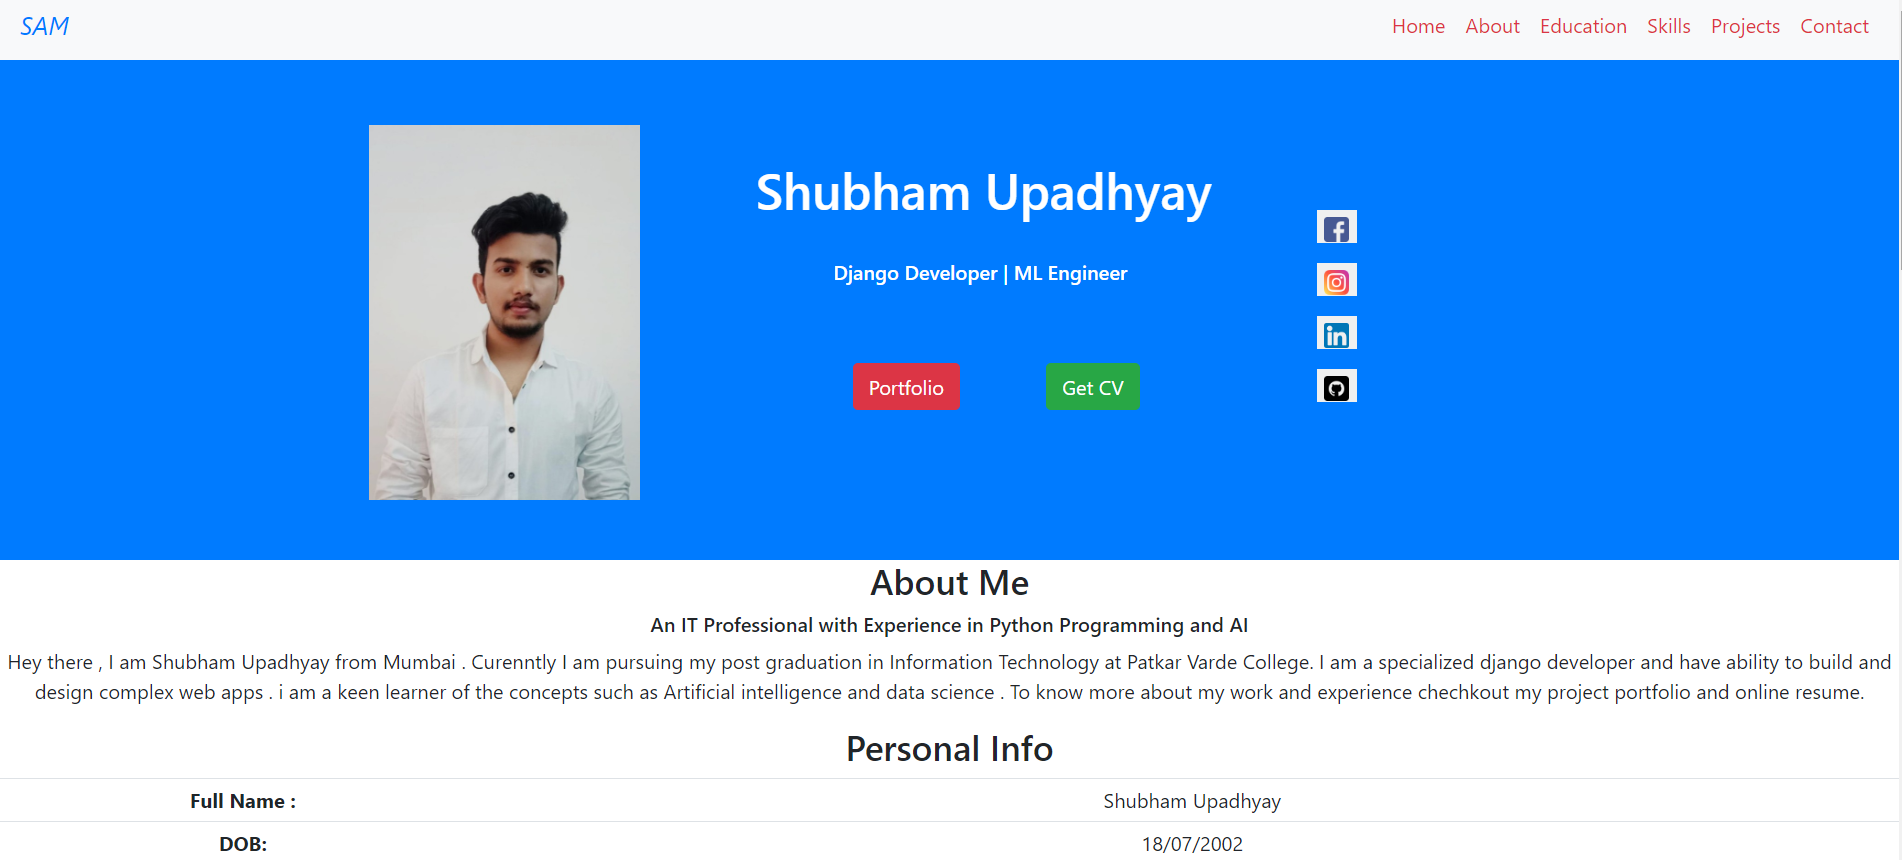 SAM
Home About Education Skills Projects Contact
Shubham Upadhyay
Django Developer | ML Engineer
Portfolio Get CV
About Me
An IT Professional with Experience in Python Programming and AI
Hey there , I am Shubham Upadhyay from Mumbai . Curenntly I am pursuing my post graduation in Information Technology at Patkar Varde College. I am a specialized django developer and have ability to build and
design complex web apps . i am a keen learner of the concepts such as Artificial intelligence and data science . To know more about my work and experience chechkout my project portfolio and online resume.
Personal Info
Full Name : Shubham Upadhyay
DOB: 18/07/2002